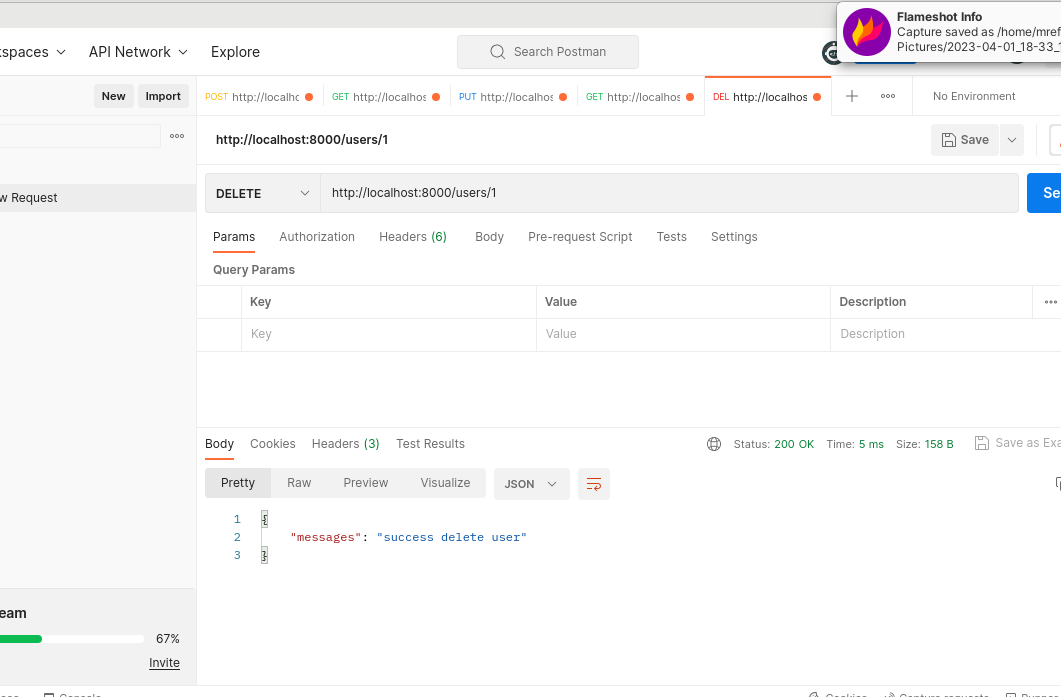 Flameshot Info
Capture saved as /home/mref
Pictures/2023-04-01_18-33_
kspaces API Network Explore
Search Postman
New Import
POST http://localhc GET http://localhos PUT http://localhos GET http://localhos DEL http://localhos No Environment
http://localhost:8000/users/1
Save
w Request
DELETE http://localhost:8000/users/1
Se
Params Authorization Headers (6) Body Pre-request Script Tests Settings
Query Params
Key Value Description
Key Value Description
Body Cookies Headers (3) Test Results
Status: 200 OK Time: 5 ms Size: 158 B Save as Exa
Pretty Raw Preview Visualize JSON
1 {
2 "messages": "success delete user"
3 }
eam
67%
Invite
Console Cookies Capture requests